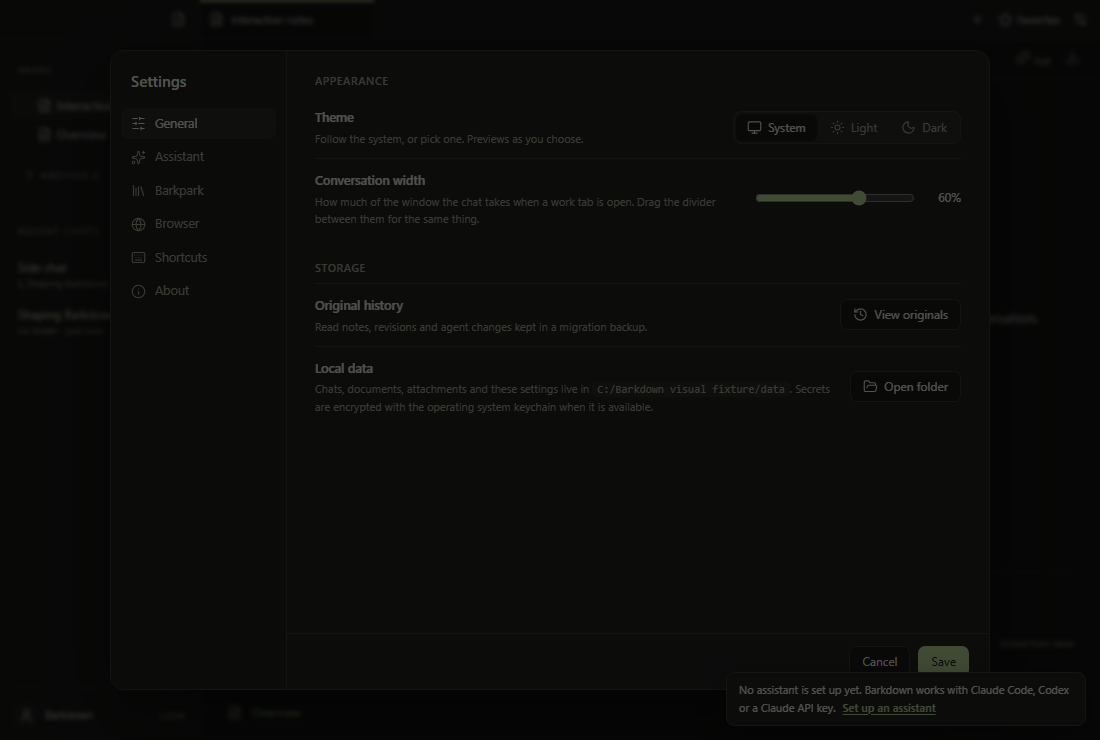 Interaction notes
Favorites
Settings
General
Assistant
Barkpark
Browser
Shortcuts
About
APPEARANCE
Theme
Follow the system, or pick one. Previews as you choose.
System
Light
Dark
Conversation width
How much of the window the chat takes when a work tab is open. Drag the divider
between them for the same thing.
60%
STORAGE
Original history
Read notes, revisions and agent changes kept in a migration backup.
View originals
Local data
Chats, documents, attachments and these settings live in C:/Barkdown visual fixture/data. Secrets
are encrypted with the operating system keychain when it is available.
Open folder
Overview
Side chat
Cancel
Save
No assistant is set up yet. Barkdown works with Claude Code, Codex
or a Claude API key. Set up an assistant
Barkdown
Overview